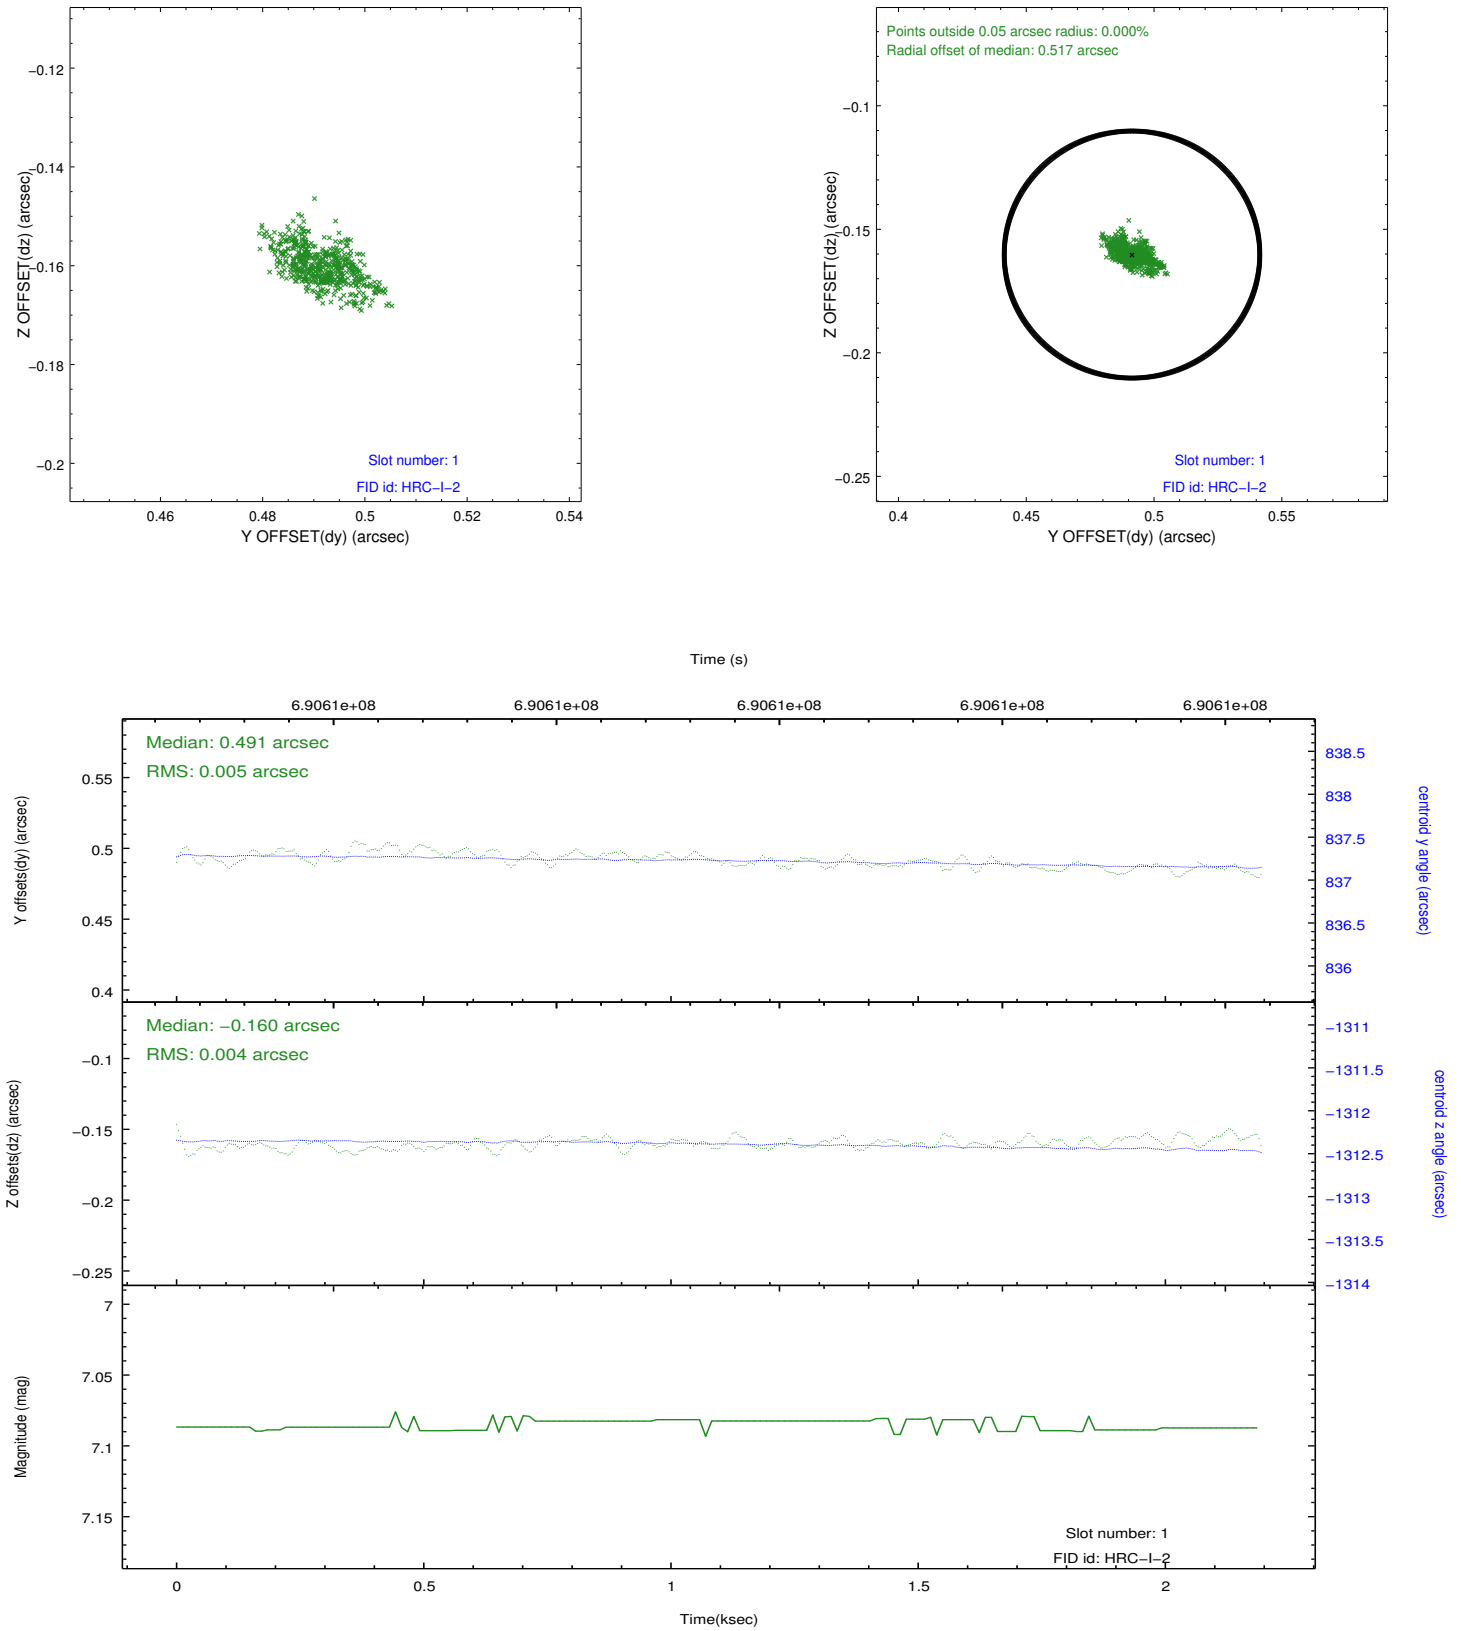 −0.12
−0.14
−0.16
−0.18
−0.2
Z OFFSET(dz) (arcsec)
Slot number: 1
FID id: HRC−I−2
0.46 0.48 0.5 0.52 0.54
Y OFFSET(dy) (arcsec)
Points outside 0.05 arcsec radius: 0.000%
Radial offset of median: 0.517 arcsec
−0.1
−0.15
−0.2
−0.25
Z OFFSET(dz) (arcsec)
Slot number: 1
FID id: HRC−I−2
0.4 0.45 0.5 0.55
Y OFFSET(dy) (arcsec)
Time (s)
6.9061e+08 6.9061e+08 6.9061e+08 6.9061e+08 6.9061e+08
Median: 0.491 arcsec
RMS: 0.005 arcsec
0.55
0.5
0.45
0.4
Y offsets(dy) (arcsec)
838.5
838
837.5
837
836.5
836
centroid y angle (arcsec)
Median: −0.160 arcsec
RMS: 0.004 arcsec
−0.1
−0.15
−0.2
−0.25
Z offsets(dz) (arcsec)
−1311
−1311.5
−1312
−1312.5
−1313
−1313.5
−1314
centroid z angle (arcsec)
7
7.05
7.1
7.15
Magnitude (mag)
Slot number: 1
FID id: HRC−I−2
0 0.5 1 1.5 2
Time(ksec)